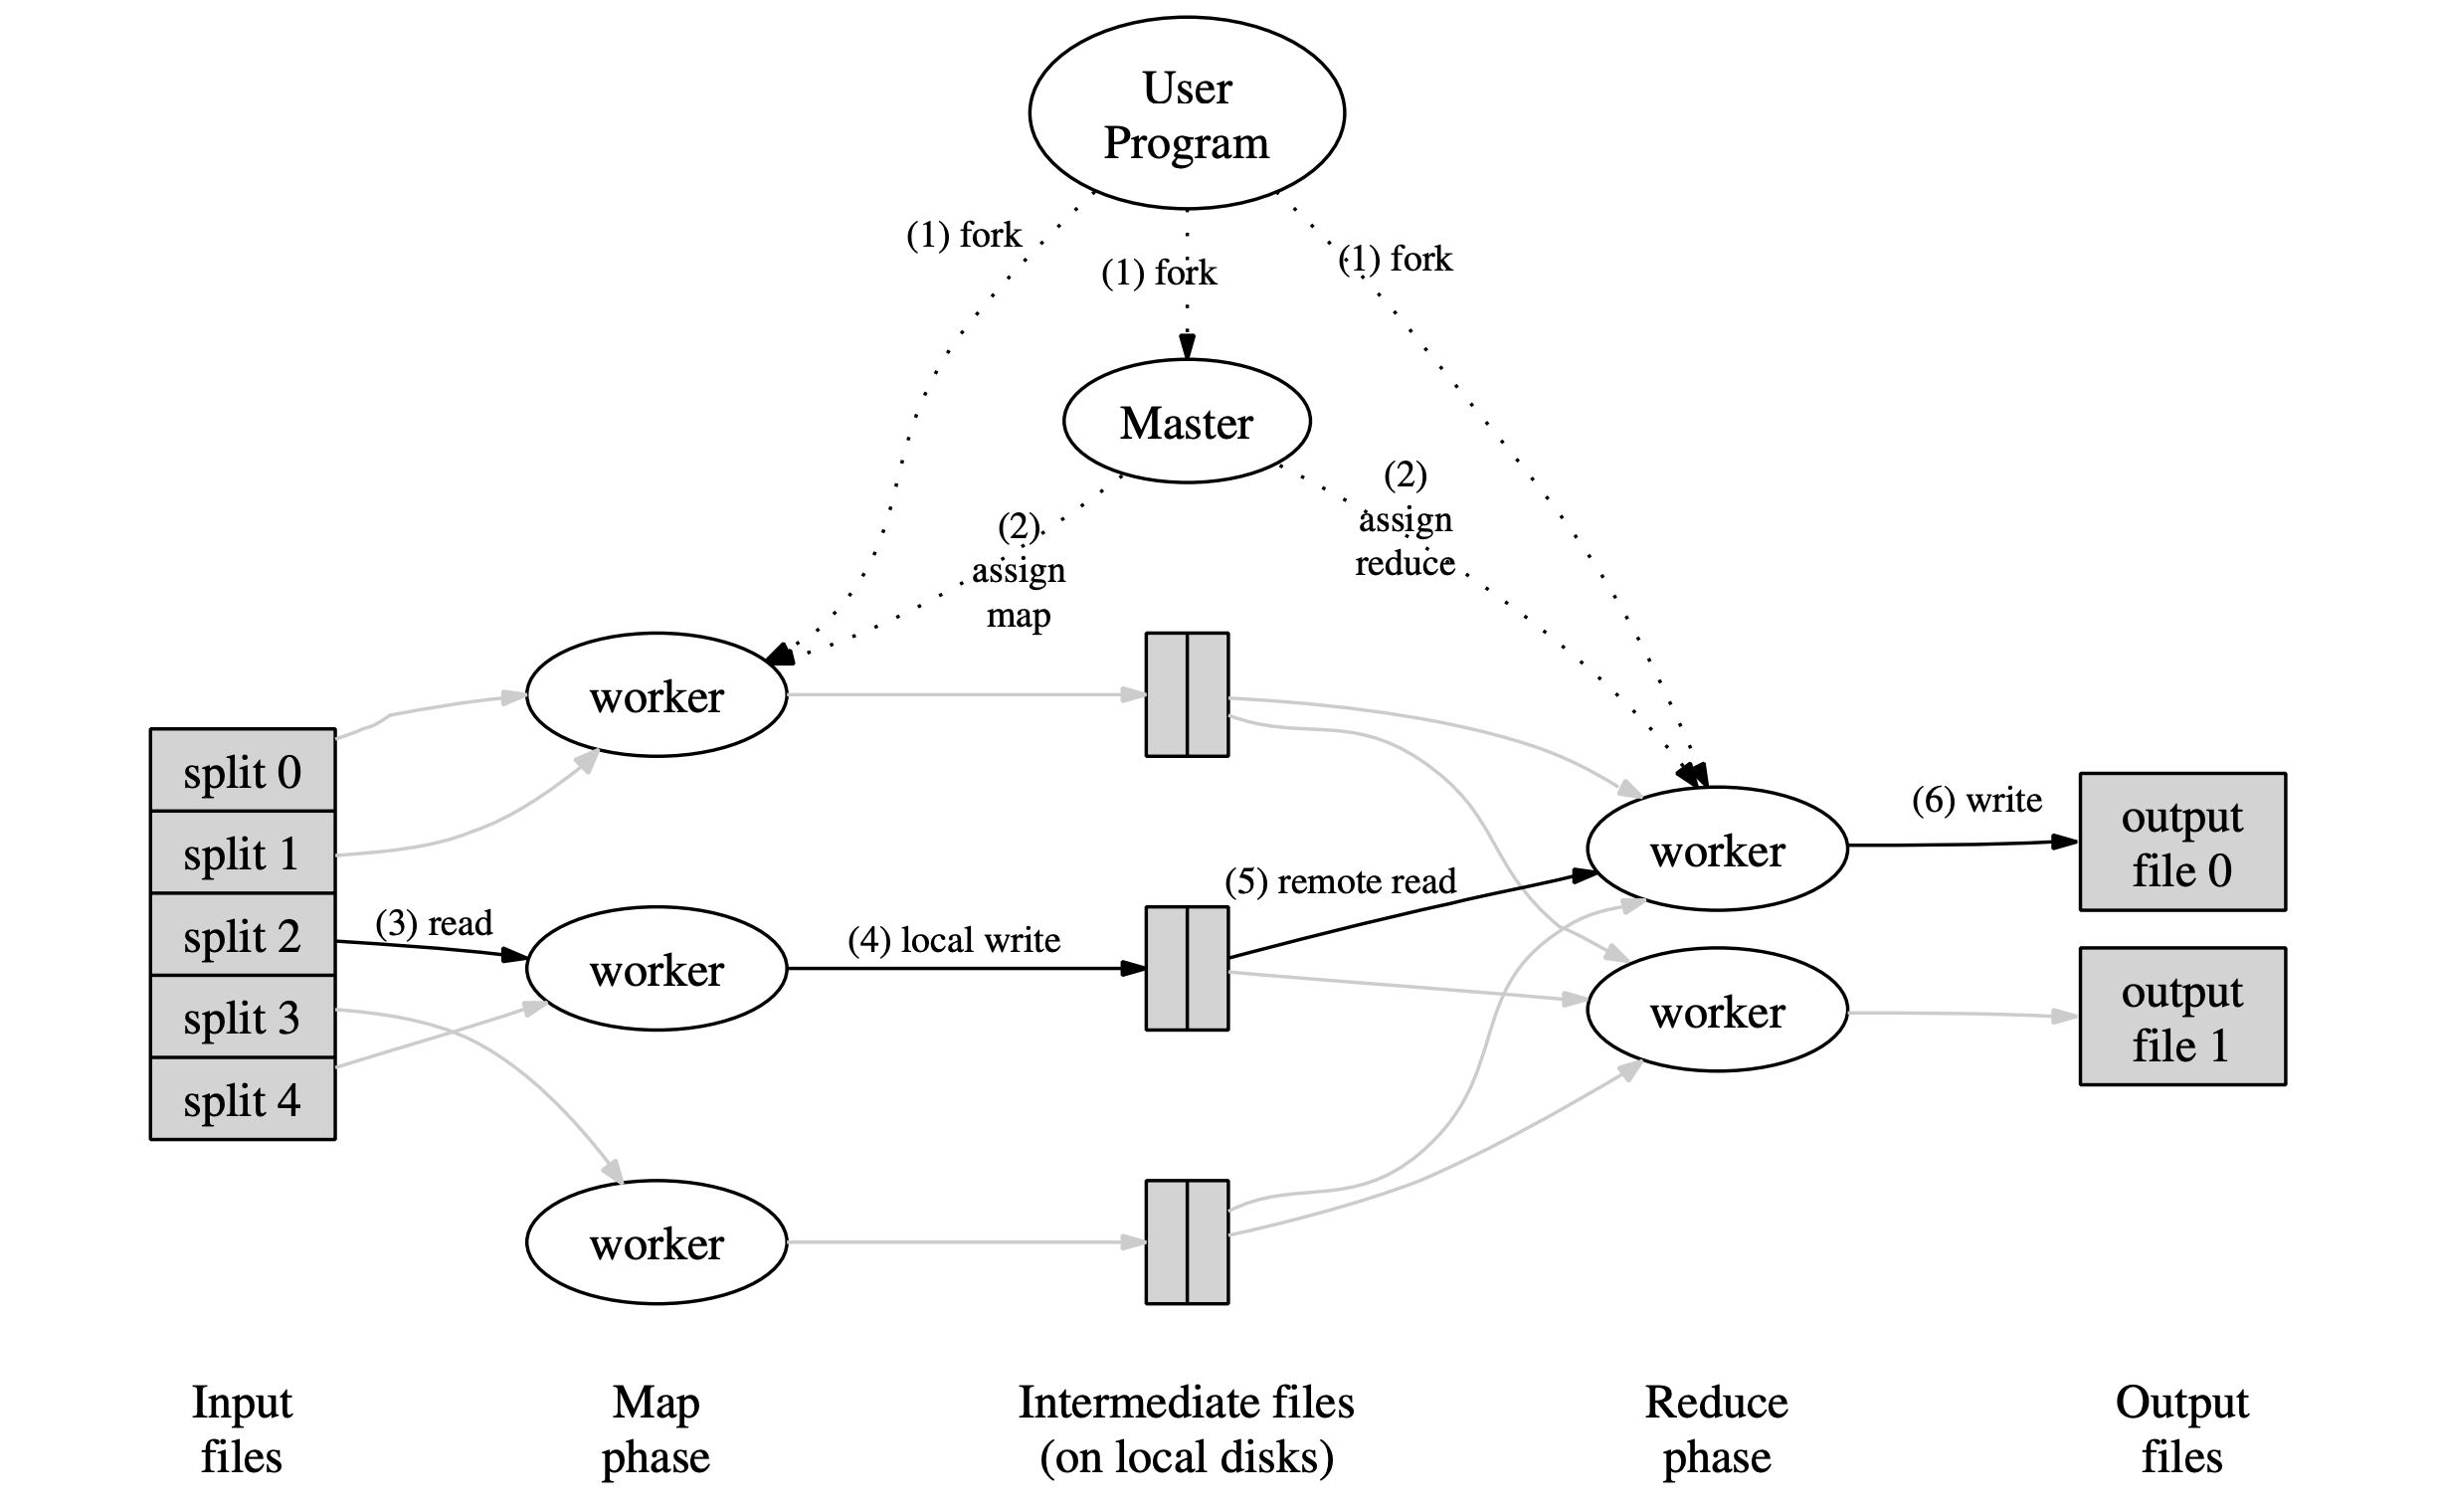 User
Program
(1) fork
(1) fork
(1) fork
Master
(2)
assign
map
(2)
assign
reduce
worker
split 0
split 1
split 2
split 3
split 4
(3) read
worker
(4) local write
worker
(5) remote read
worker
(6) write
output
file 0
worker
output
file 1
Input
files
Map
phase
Intermediate files
(on local disks)
Reduce
phase
Output
files